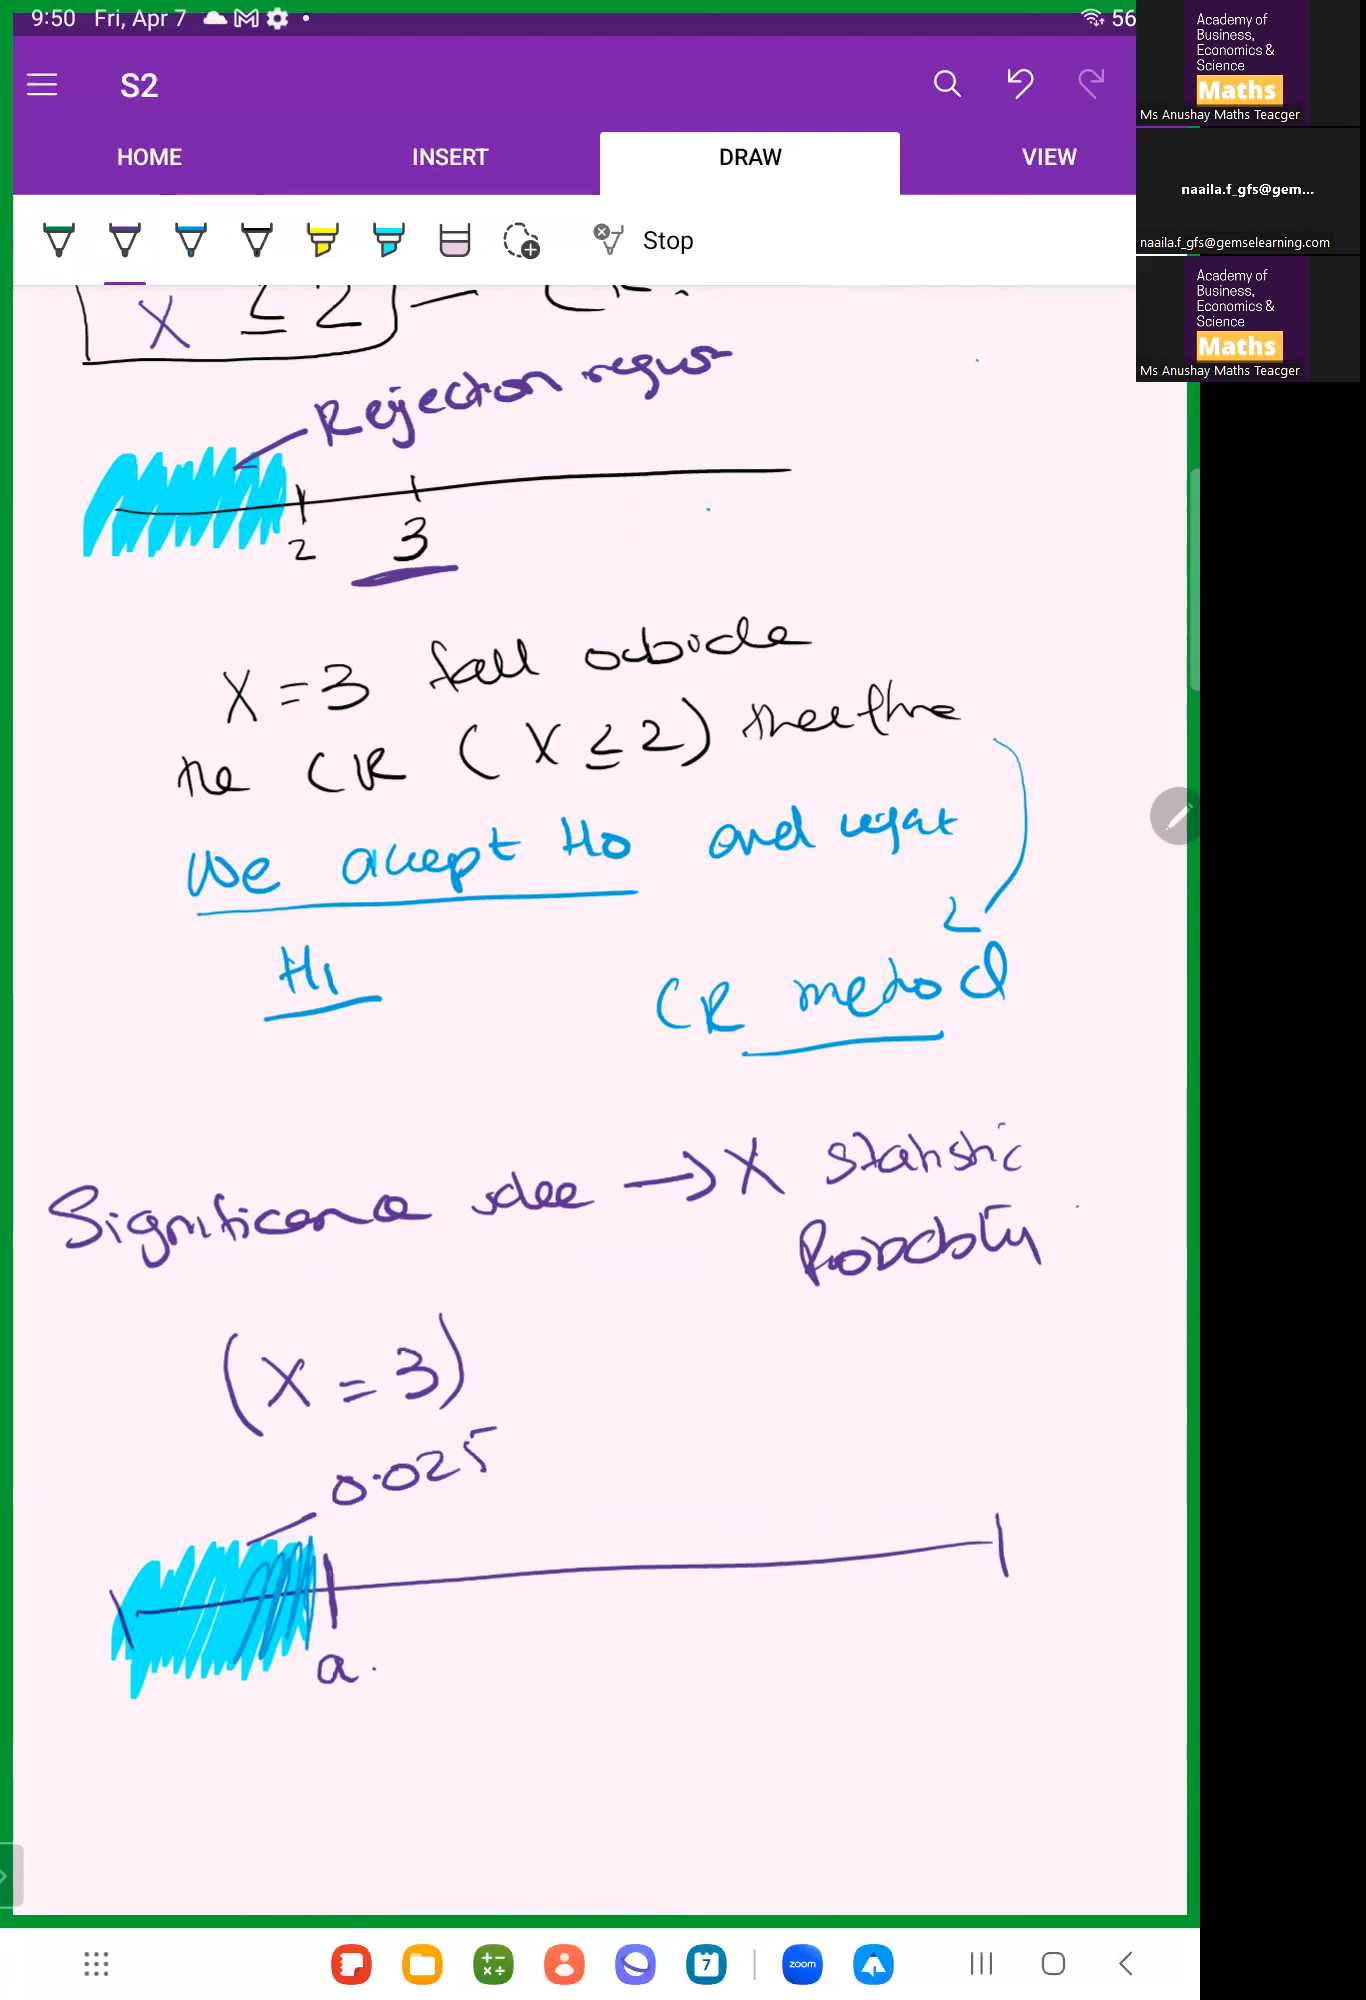 9:50 Fri, Apr 7
56
S2
HOME INSERT DRAW VIEW
Stop
Academy of
Business,
Economics &
Science
Maths
Ms Anushay Maths Teacger
naaila.f_gfs@gem...
naaila.f_gfs@gemselearning.com
Academy of
Business,
Economics &
Science
Maths
Ms Anushay Maths Teacger
X ≤ 2
Rejection
2 3
X = 3 fall outside
the CR (X ≤ 2) therefore
We accept H0 and
H1
CR method
Significance → X statistic
Probability
(X = 3)
0.025
a.
7
zoom